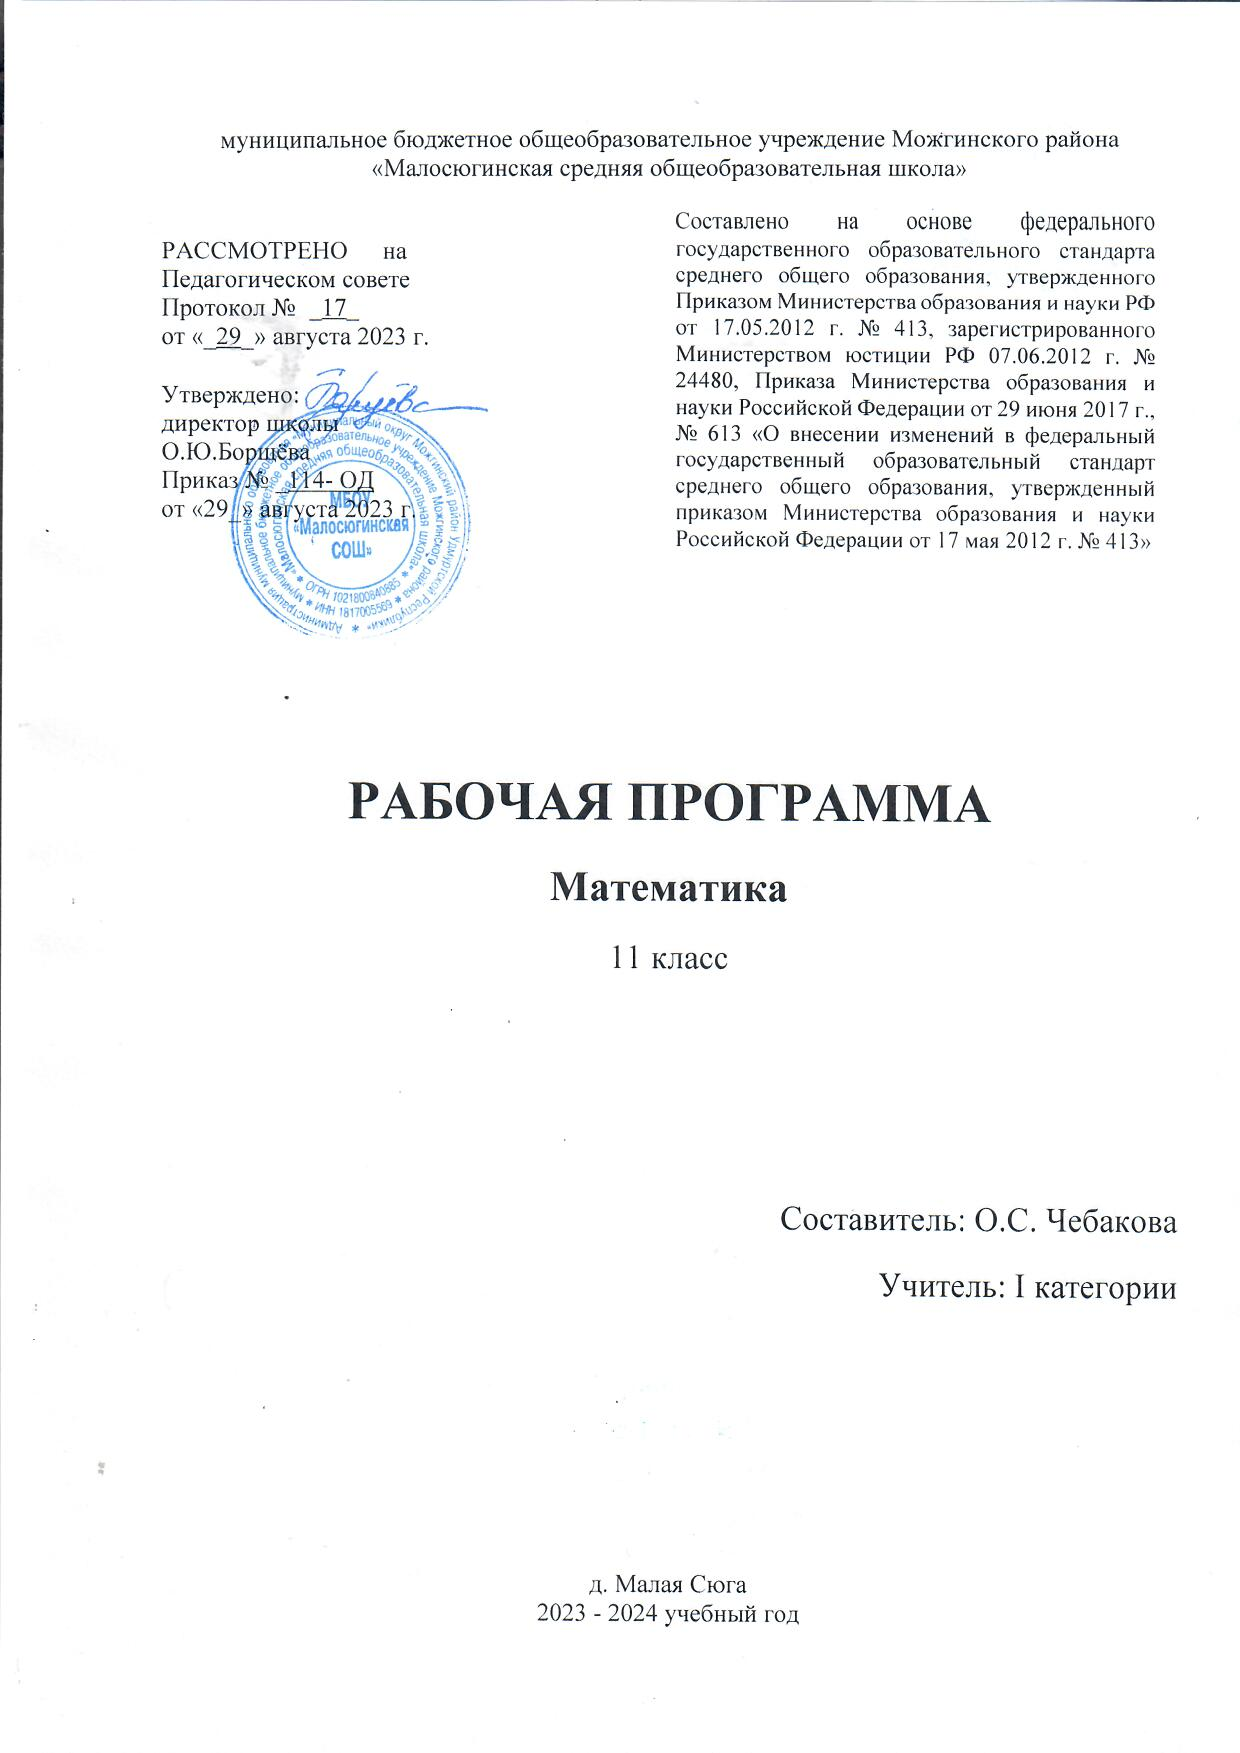 муниципальное бюджетное общеобразовательное учреждение Можгинского района
«Малосюгинская средняя общеобразовательная школа»
РАССМОТРЕНО на
Педагогическом совете
Протокол № _17_
от «_29_» августа 2023 г.
Утверждено:
директор школы
О.Ю.Борщёва
Приказ № _114- ОД
от «29_» августа 2023 г.
МБОУ
«Малосюгинская
СОШ»
ОГРН 1021800840885
ИНН 1817005569
Составлено на основе федерального
государственного образовательного стандарта
среднего общего образования, утвержденного
Приказом Министерства образования и науки РФ
от 17.05.2012 г. № 413, зарегистрированного
Министерством юстиции РФ 07.06.2012 г. №
24480, Приказа Министерства образования и
науки Российской Федерации от 29 июня 2017 г.,
№ 613 «О внесении изменений в федеральный
государственный образовательный стандарт
среднего общего образования, утвержденный
приказом Министерства образования и науки
Российской Федерации от 17 мая 2012 г. № 413»
РАБОЧАЯ ПРОГРАММА
Математика
11 класс
Составитель: О.С. Чебакова
Учитель: I категории
д. Малая Сюга
2023 - 2024 учебный год